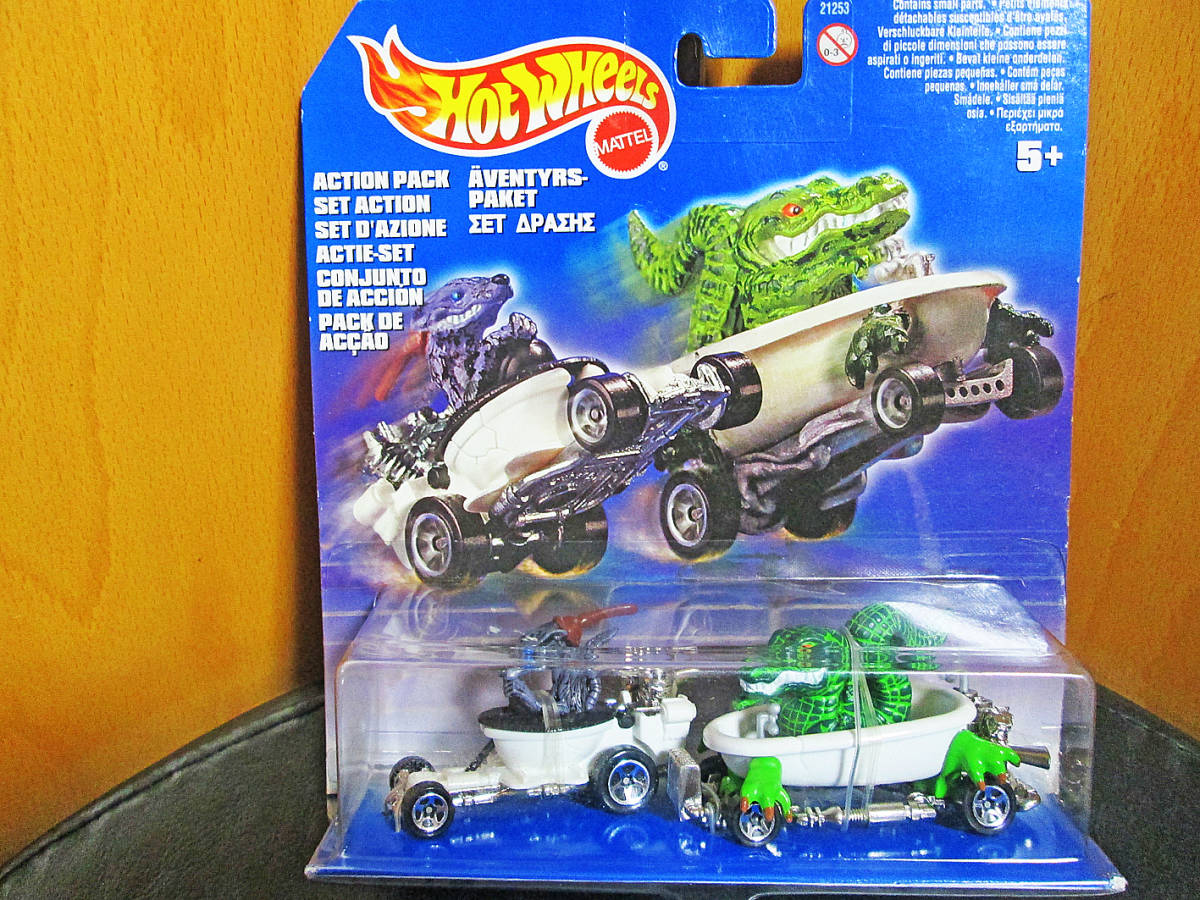 21253
0-3
Contains small parts. • Petits éléments
détachables susceptibles d'être avalés.
Verschluckbare Kleinteile. • Contiene pezzi
di piccole dimensioni che possono essere
aspirati o ingeriti. • Bevat kleine onderdelen.
Contiene piezas pequeñas. • Contém peças
pequenas. • Innehåller små delar.
Smådele. • Sisältää pieniä
osia. • Περιέχει μικρά
εξαρτήματα.
5+
HOT WHEELS
MATTEL
®
ACTION PACK
SET ACTION
SET D'AZIONE
ACTIE-SET
CONJUNTO
DE ACCIÓN
PACK DE
ACÇÃO
ÄVENTYRS-
PAKET
ΣΕΤ ΔΡΑΣΗΣ